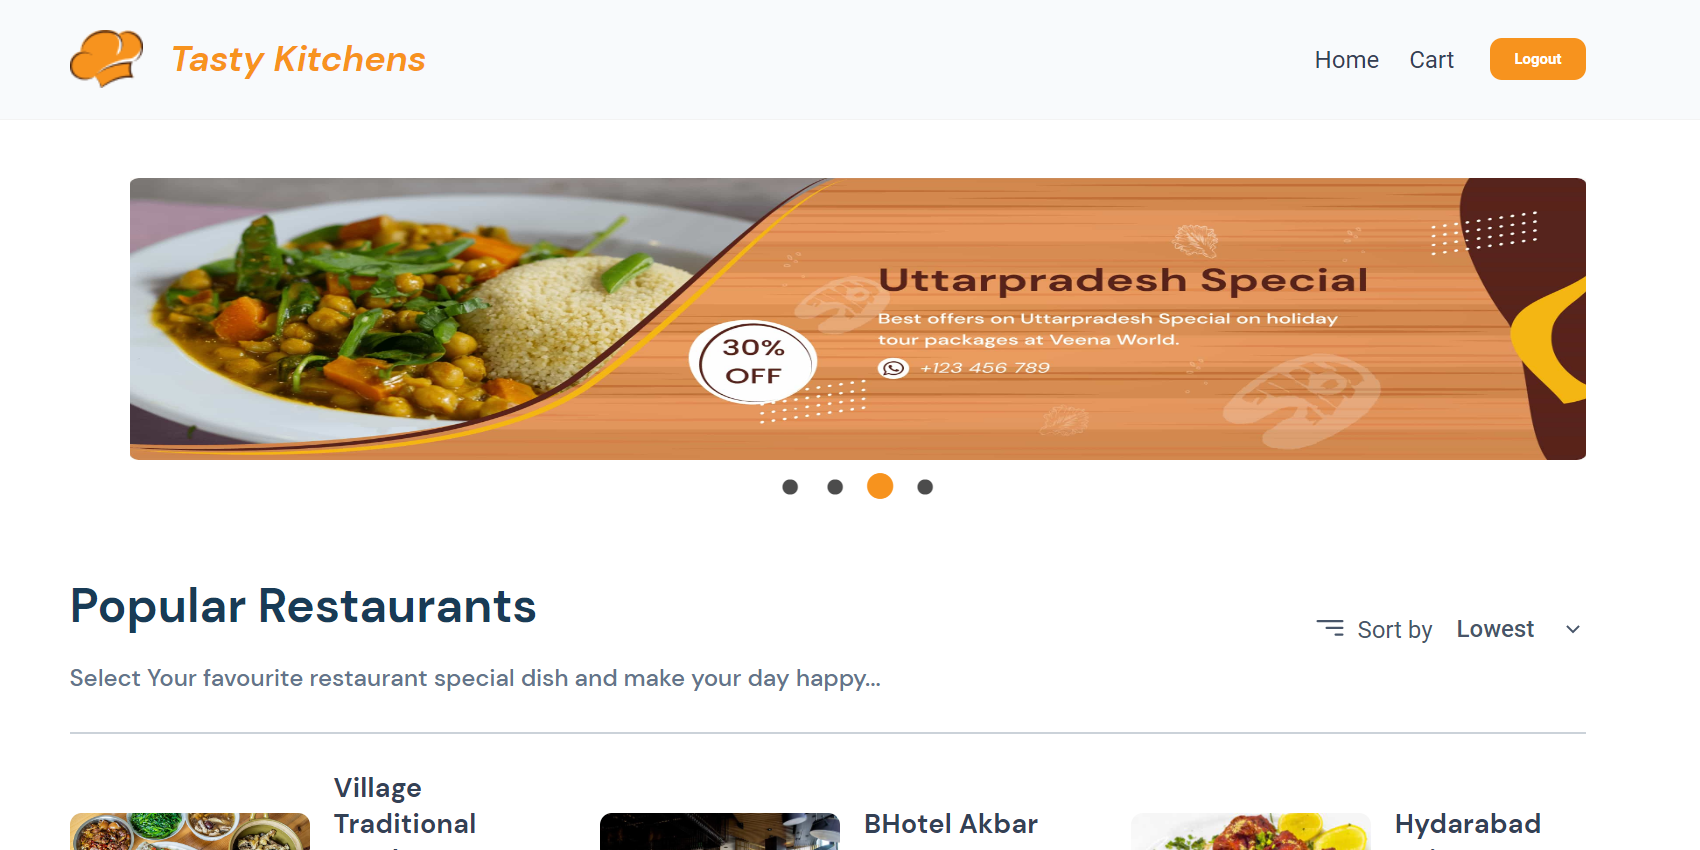 Tasty Kitchens
Home
Cart
Logout
30%
OFF
Uttarpradesh Special
Best offers on Uttarpradesh Special on holiday
tour packages at Veena World.
+123 456 789
Popular Restaurants
Sort by
Lowest
Select Your favourite restaurant special dish and make your day happy...
Village
Traditional
BHotel Akbar
Hydarabad